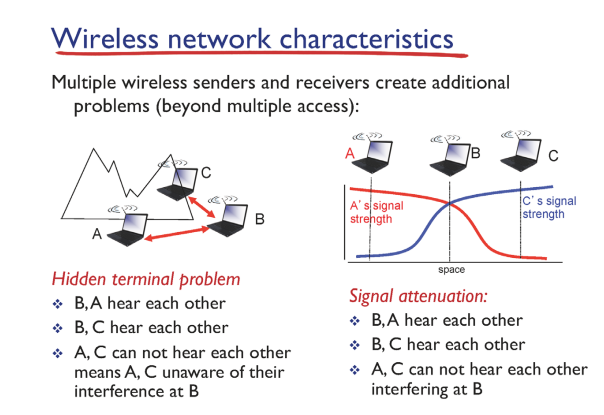 Wireless network characteristics
Multiple wireless senders and receivers create additional
problems (beyond multiple access):
A
B
C
Hidden terminal problem
❖ B, A hear each other
❖ B, C hear each other
❖ A, C can not hear each other
means A, C unaware of their
interference at B
A
B
C
A's signal
strength
C's signal
strength
space
Signal attenuation:
❖ B, A hear each other
❖ B, C hear each other
❖ A, C can not hear each other
interfering at B